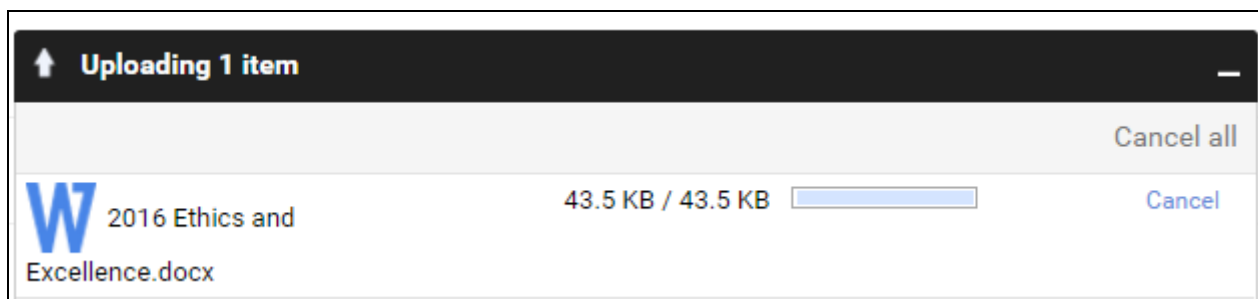 Uploading 1 item
Cancel all
2016 Ethics and 43.5 KB / 43.5 KB Cancel
Excellence.docx